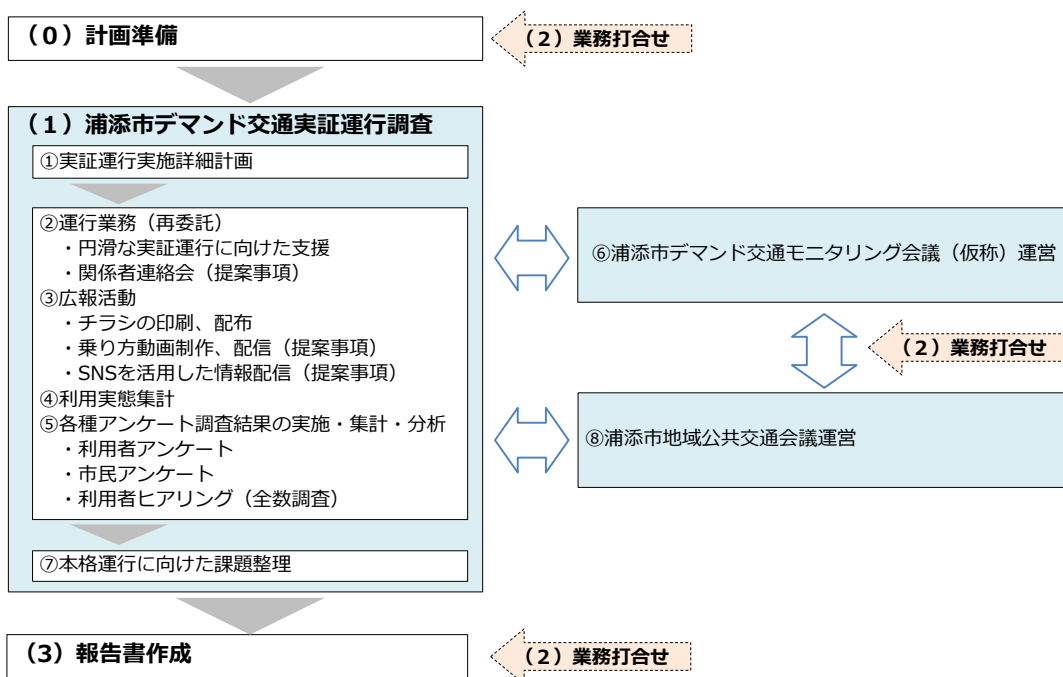 （０）計画準備
（２）業務打合せ
（１）浦添市デマンド交通実証運行調査
①実証運行実施詳細計画
②運行業務（再委託）
・円滑な実証運行に向けた支援
・関係者連絡会（提案事項）
③広報活動
・チラシの印刷、配布
・乗り方動画制作、配信（提案事項）
・SNSを活用した情報配信（提案事項）
④利用実態集計
⑤各種アンケート調査結果の実施・集計・分析
・利用者アンケート
・市民アンケート
・利用者ヒアリング（全数調査）
⑦本格運行に向けた課題整理
⑥浦添市デマンド交通モニタリング会議（仮称）運営
（２）業務打合せ
⑧浦添市地域公共交通会議運営
（３）報告書作成
（２）業務打合せ